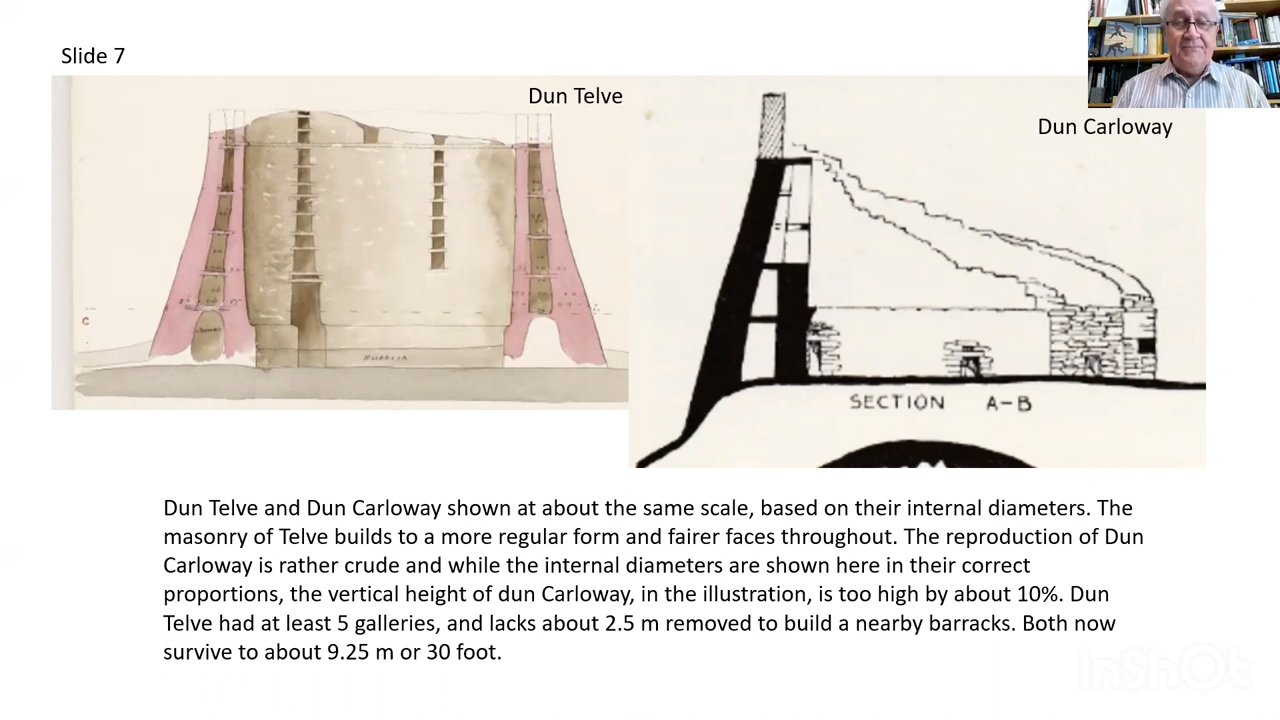 Slide 7
Dun Telve
Dun Carloway
C
SECTION A-B
Dun Telve and Dun Carloway shown at about the same scale, based on their internal diameters. The
masonry of Telve builds to a more regular form and fairer faces throughout. The reproduction of Dun
Carloway is rather crude and while the internal diameters are shown here in their correct
proportions, the vertical height of dun Carloway, in the illustration, is too high by about 10%. Dun
Telve had at least 5 galleries, and lacks about 2.5 m removed to build a nearby barracks. Both now
survive to about 9.25 m or 30 foot.
InShOt